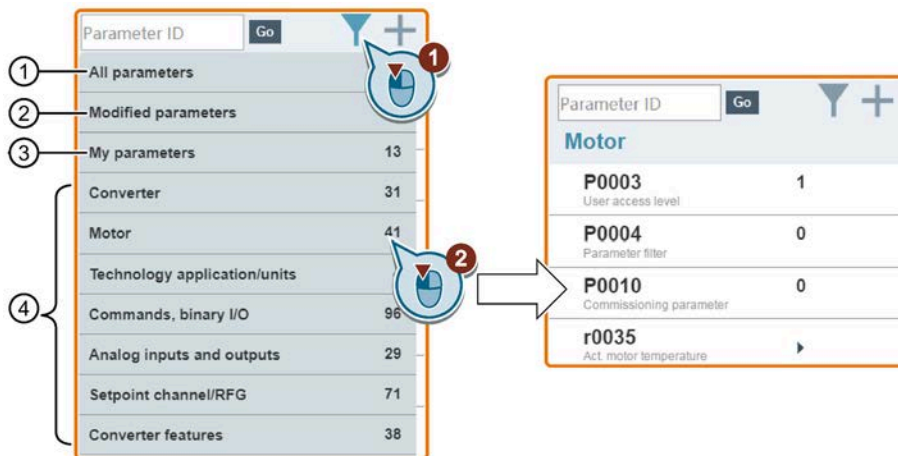 Parameter ID Go
1
① All parameters
② Modified parameters
③ My parameters 13
④
Converter 31
Motor 41
2
Technology application/units
Commands, binary I/O 96
Analog inputs and outputs 29
Setpoint channel/RFG 71
Converter features 38
Parameter ID Go
Motor
P0003 1
User access level
P0004 0
Parameter filter
P0010 0
Commissioning parameter
r0035
Act. motor temperature